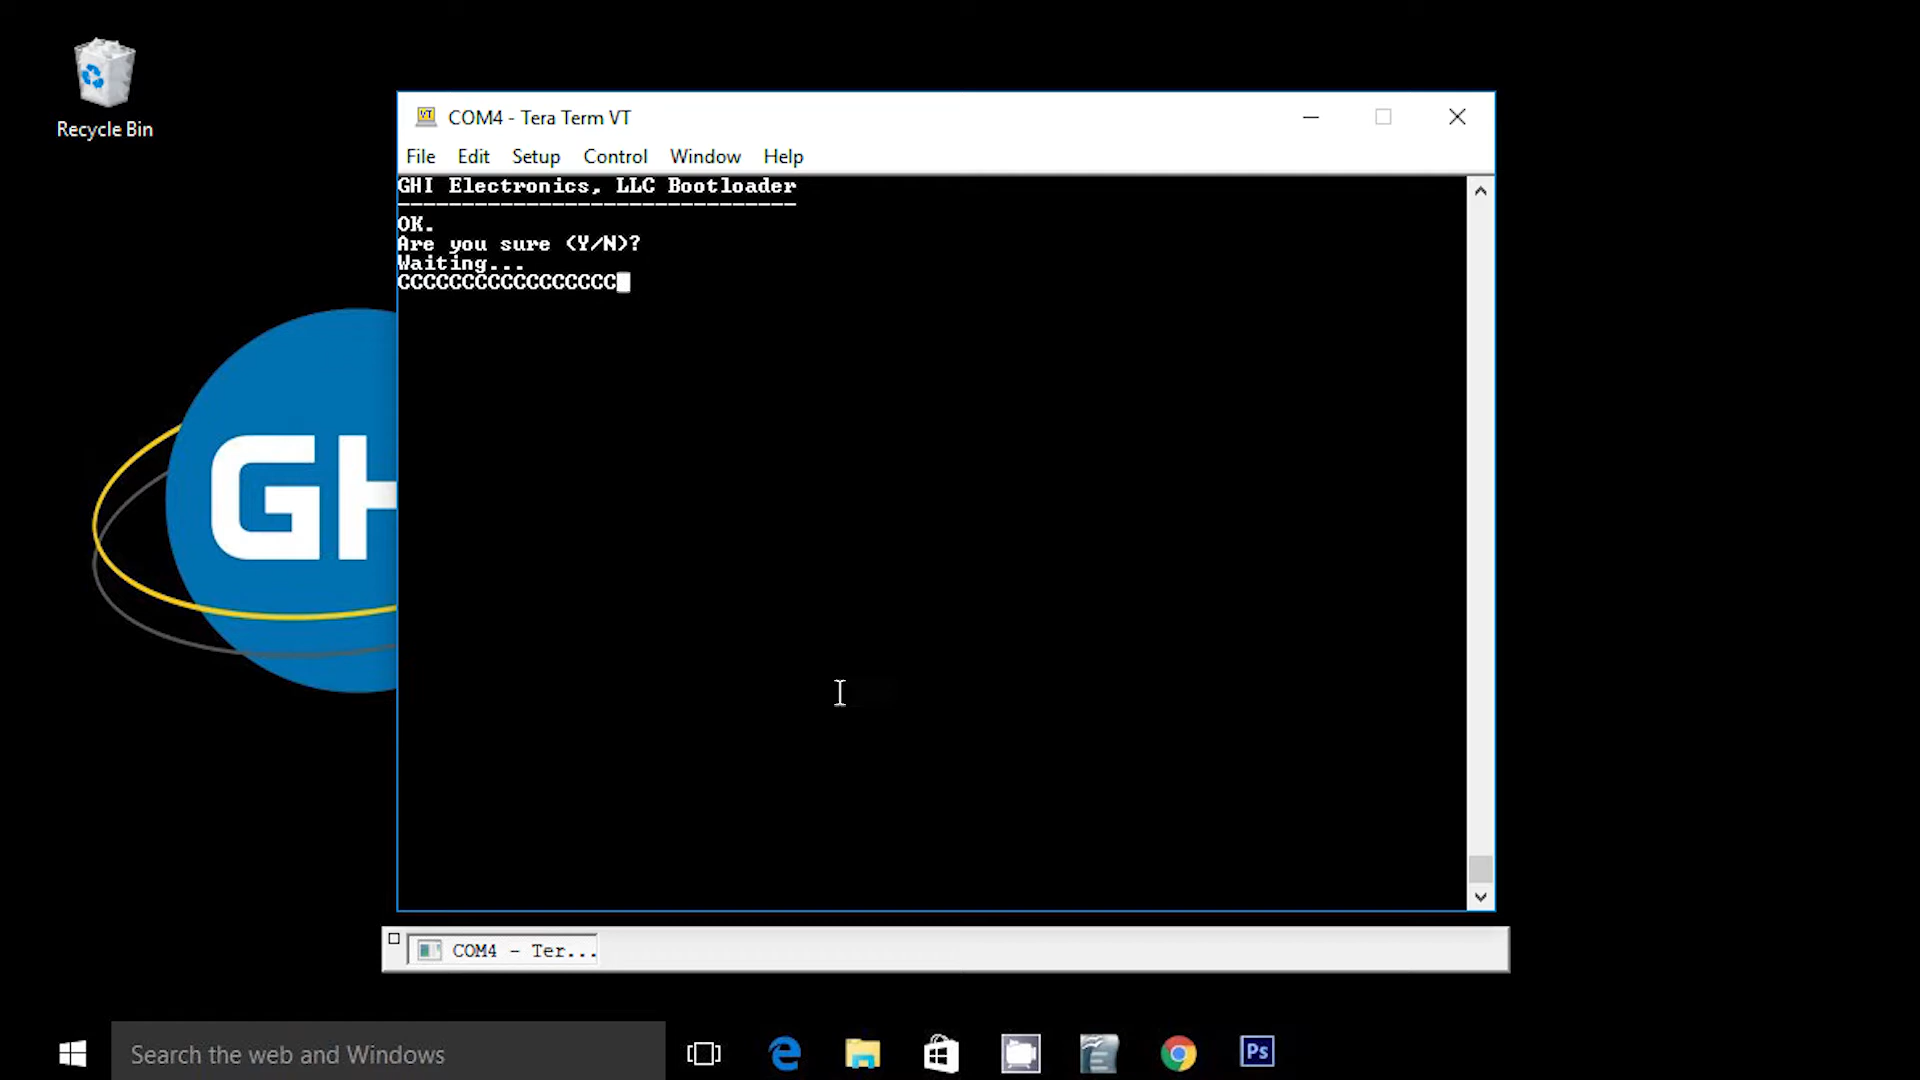 Recycle Bin
COM4 - Tera Term VT
File Edit Setup Control Window Help
GHI Electronics, LLC Bootloader
-------------------------------
OK.
Are you sure (Y/N)?
Waiting...
CCCCCCCCCCCCCCCCC
GH
COM4 - Ter...
Search the web and Windows
Ps